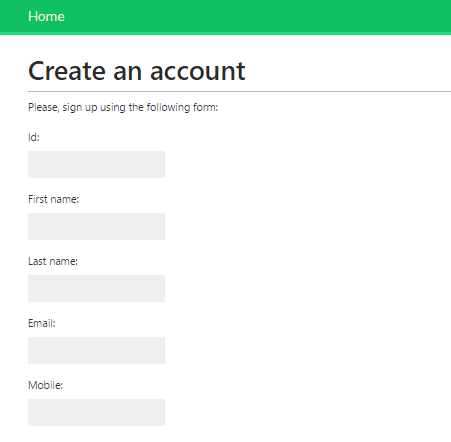 Home
Create an account
Please, sign up using the following form:
Id:
First name:
Last name:
Email:
Mobile: